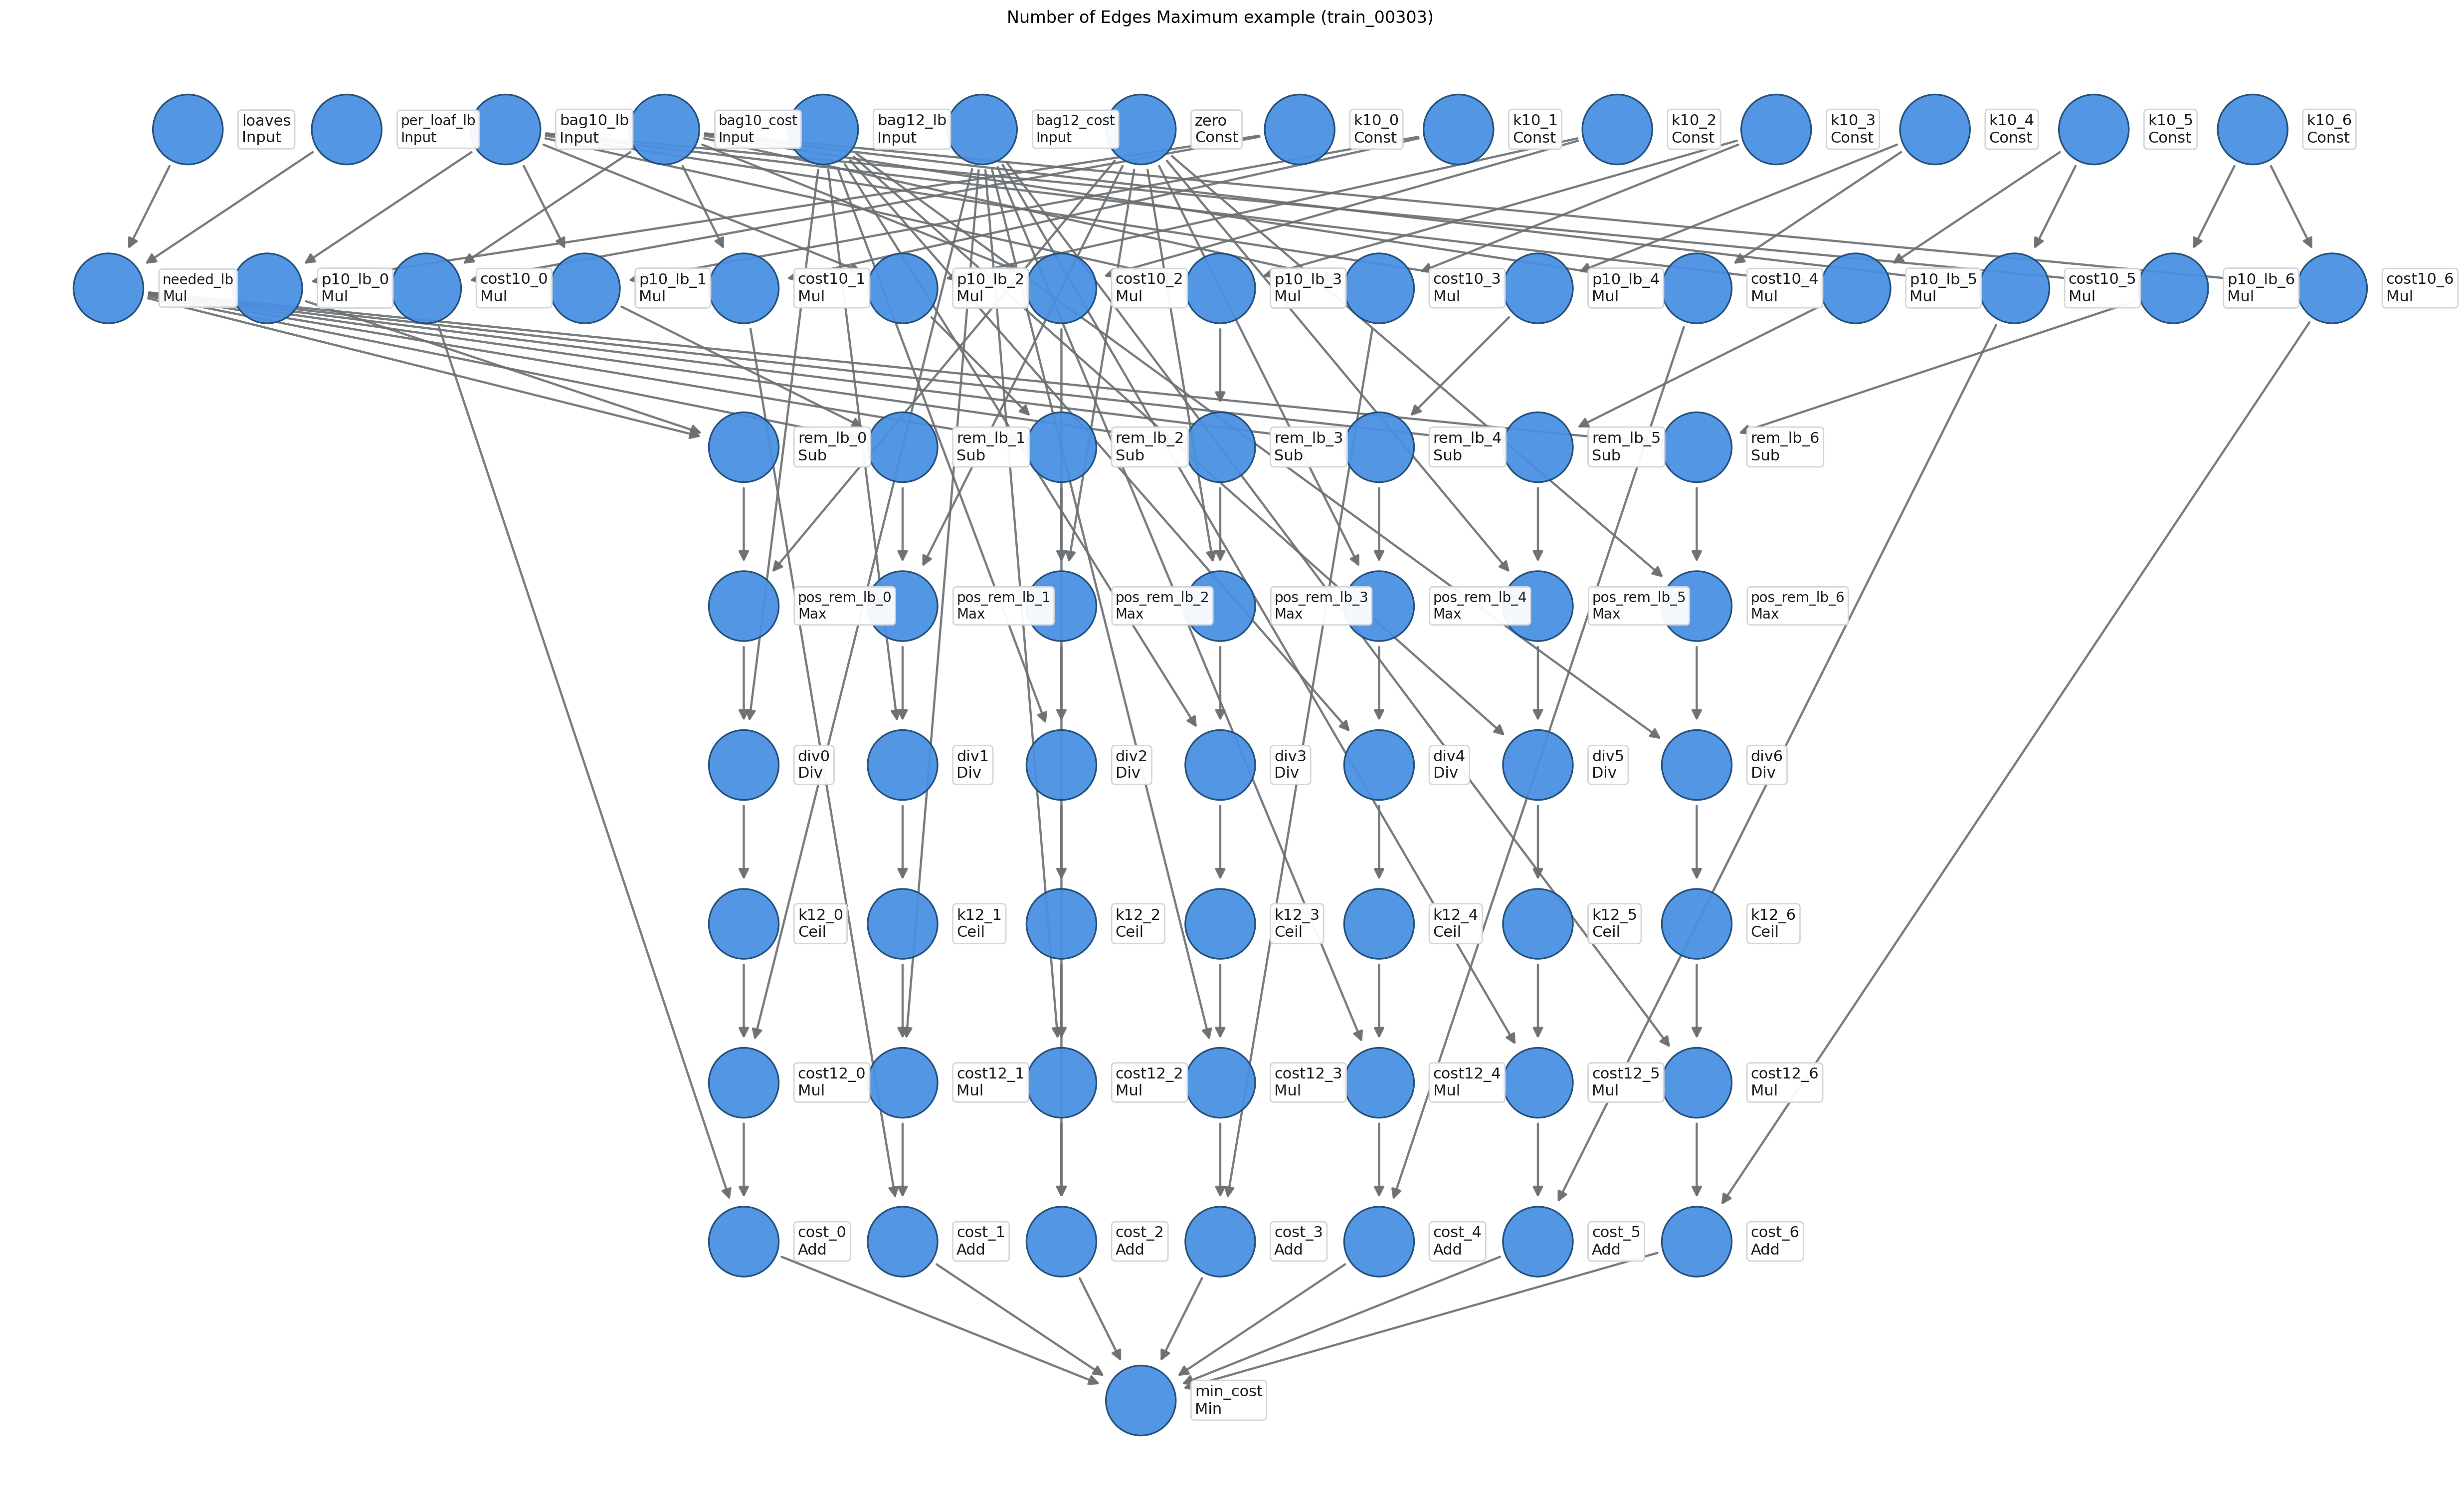 Number of Edges Maximum example (train_00303)
loaves
Input
per_loaf_lb
Input
bag10_lb
Input
bag10_cost
Input
bag12_lb
Input
bag12_cost
Input
zero
Const
k10_0
Const
k10_1
Const
k10_2
Const
k10_3
Const
k10_4
Const
k10_5
Const
k10_6
Const
needed_lb
Mul
p10_lb_0
Mul
cost10_0
Mul
p10_lb_1
Mul
cost10_1
Mul
p10_lb_2
Mul
cost10_2
Mul
p10_lb_3
Mul
cost10_3
Mul
p10_lb_4
Mul
cost10_4
Mul
p10_lb_5
Mul
cost10_5
Mul
p10_lb_6
Mul
cost10_6
Mul
rem_lb_0
Sub
rem_lb_1
Sub
rem_lb_2
Sub
rem_lb_3
Sub
rem_lb_4
Sub
rem_lb_5
Sub
rem_lb_6
Sub
pos_rem_lb_0
Max
pos_rem_lb_1
Max
pos_rem_lb_2
Max
pos_rem_lb_3
Max
pos_rem_lb_4
Max
pos_rem_lb_5
Max
pos_rem_lb_6
Max
div0
Div
div1
Div
div2
Div
div3
Div
div4
Div
div5
Div
div6
Div
k12_0
Ceil
k12_1
Ceil
k12_2
Ceil
k12_3
Ceil
k12_4
Ceil
k12_5
Ceil
k12_6
Ceil
cost12_0
Mul
cost12_1
Mul
cost12_2
Mul
cost12_3
Mul
cost12_4
Mul
cost12_5
Mul
cost12_6
Mul
cost_0
Add
cost_1
Add
cost_2
Add
cost_3
Add
cost_4
Add
cost_5
Add
cost_6
Add
min_cost
Min